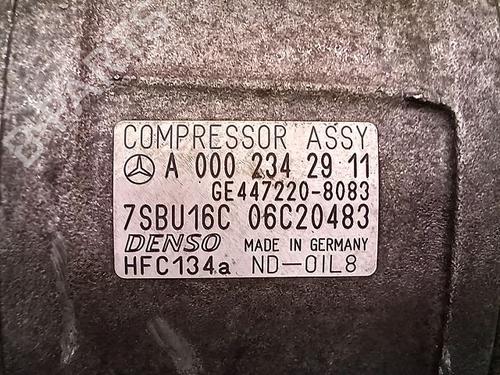 COMPRESSOR ASSY
A 000 234 29 11
GE447220-8083
7SBU16C 06C20483
DENSO MADE IN GERMANY
HFC134a ND-OIL8